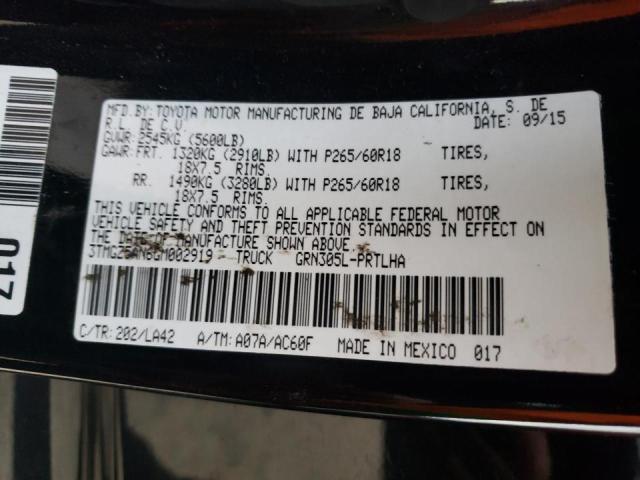 MFD.BY:TOYOTA MOTOR MANUFACTURING DE BAJA CALIFORNIA, S. DE
R.L. DE C.V. DATE: 09/15
GVWR: 2545KG (5600LB)
GAWR:FRT. 1320KG (2910LB) WITH P265/60R18 TIRES,
18X7.5 RIMS.
RR. 1490KG (3280LB) WITH P265/60R18 TIRES,
18X7.5 RIMS.
THIS VEHICLE CONFORMS TO ALL APPLICABLE FEDERAL MOTOR
VEHICLE SAFETY AND THEFT PREVENTION STANDARDS IN EFFECT ON
THE DATE OF MANUFACTURE SHOWN ABOVE.
TRUCK GRN305L-PRTLHA
C/TR: 202/LA42 A/TM: A07A/AC60F MADE IN MEXICO 017
017